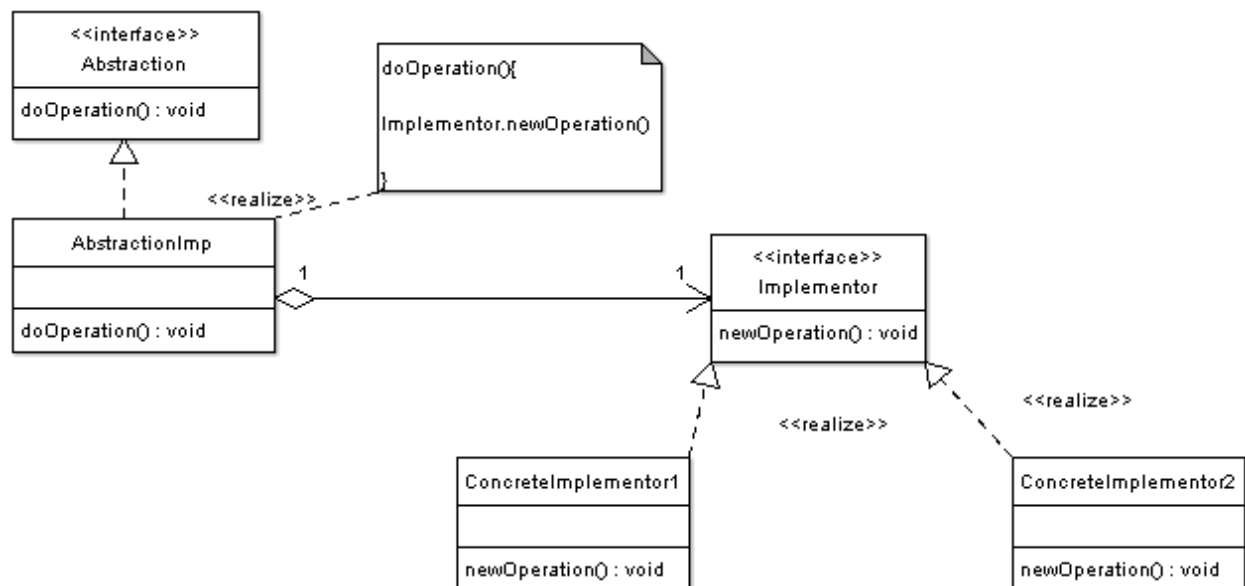 <<interface>>
Abstraction
doOperation() : void
doOperation(){
Implementor.newOperation()
}
<<realize>>
AbstractionImp
doOperation() : void
1
1
<<interface>>
Implementor
newOperation() : void
<<realize>>
<<realize>>
ConcreteImplementor1
newOperation() : void
ConcreteImplementor2
newOperation() : void